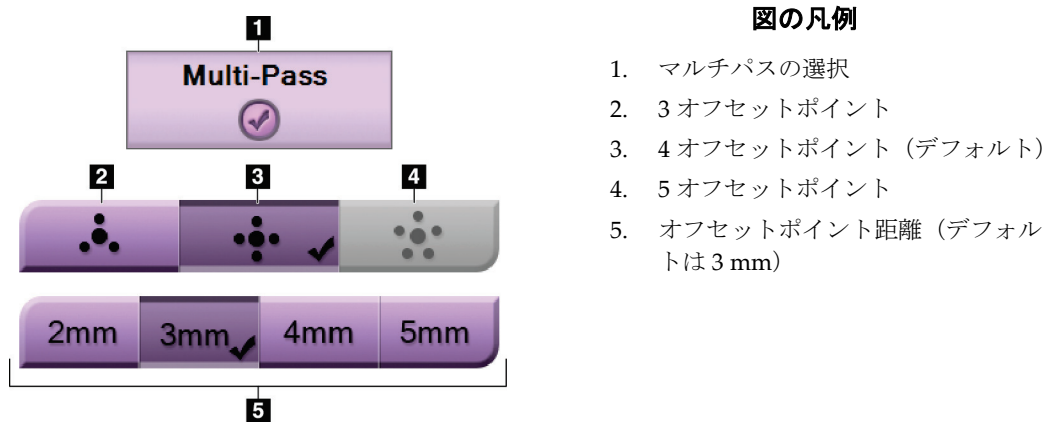 1
Multi-Pass
2 3 4
2mm 3mm 4mm 5mm
5
図の凡例
1. マルチパスの選択
2. 3 オフセットポイント
3. 4 オフセットポイント（デフォルト）
4. 5 オフセットポイント
5. オフセットポイント距離（デフォル
トは 3 mm）